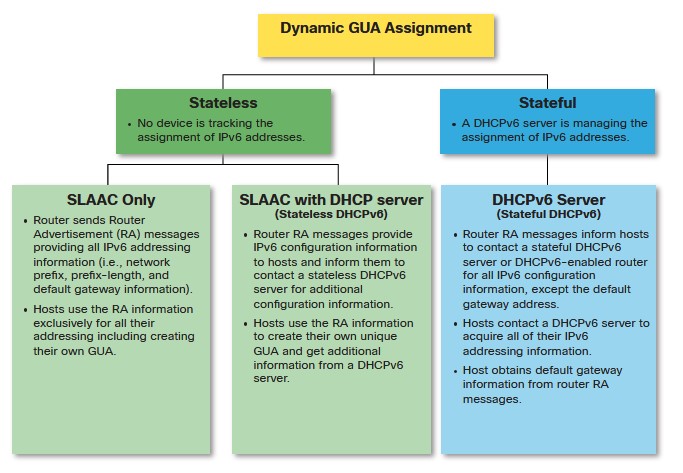 Dynamic GUA Assignment
Stateless
• No device is tracking the
assignment of IPv6 addresses.
Stateful
• A DHCPv6 server is managing the
assignment of IPv6 addresses.
SLAAC Only
• Router sends Router
Advertisement (RA) messages
providing all IPv6 addressing
information (i.e., network
prefix, prefix-length, and
default gateway information).
• Hosts use the RA information
exclusively for all their
addressing including creating
their own GUA.
SLAAC with DHCP server
(Stateless DHCPv6)
• Router RA messages provide
IPv6 configuration information
to hosts and inform them to
contact a stateless DHCPv6
server for additional
configuration information.
• Hosts use the RA information
to create their own unique
GUA and get additional
information from a DHCPv6
server.
DHCPv6 Server
(Stateful DHCPv6)
• Router RA messages inform hosts
to contact a stateful DHCPv6
server or DHCPv6-enabled router
for all IPv6 configuration
information, except the default
gateway address.
• Hosts contact a DHCPv6 server to
acquire all of their IPv6
addressing information.
• Host obtains default gateway
information from router RA
messages.